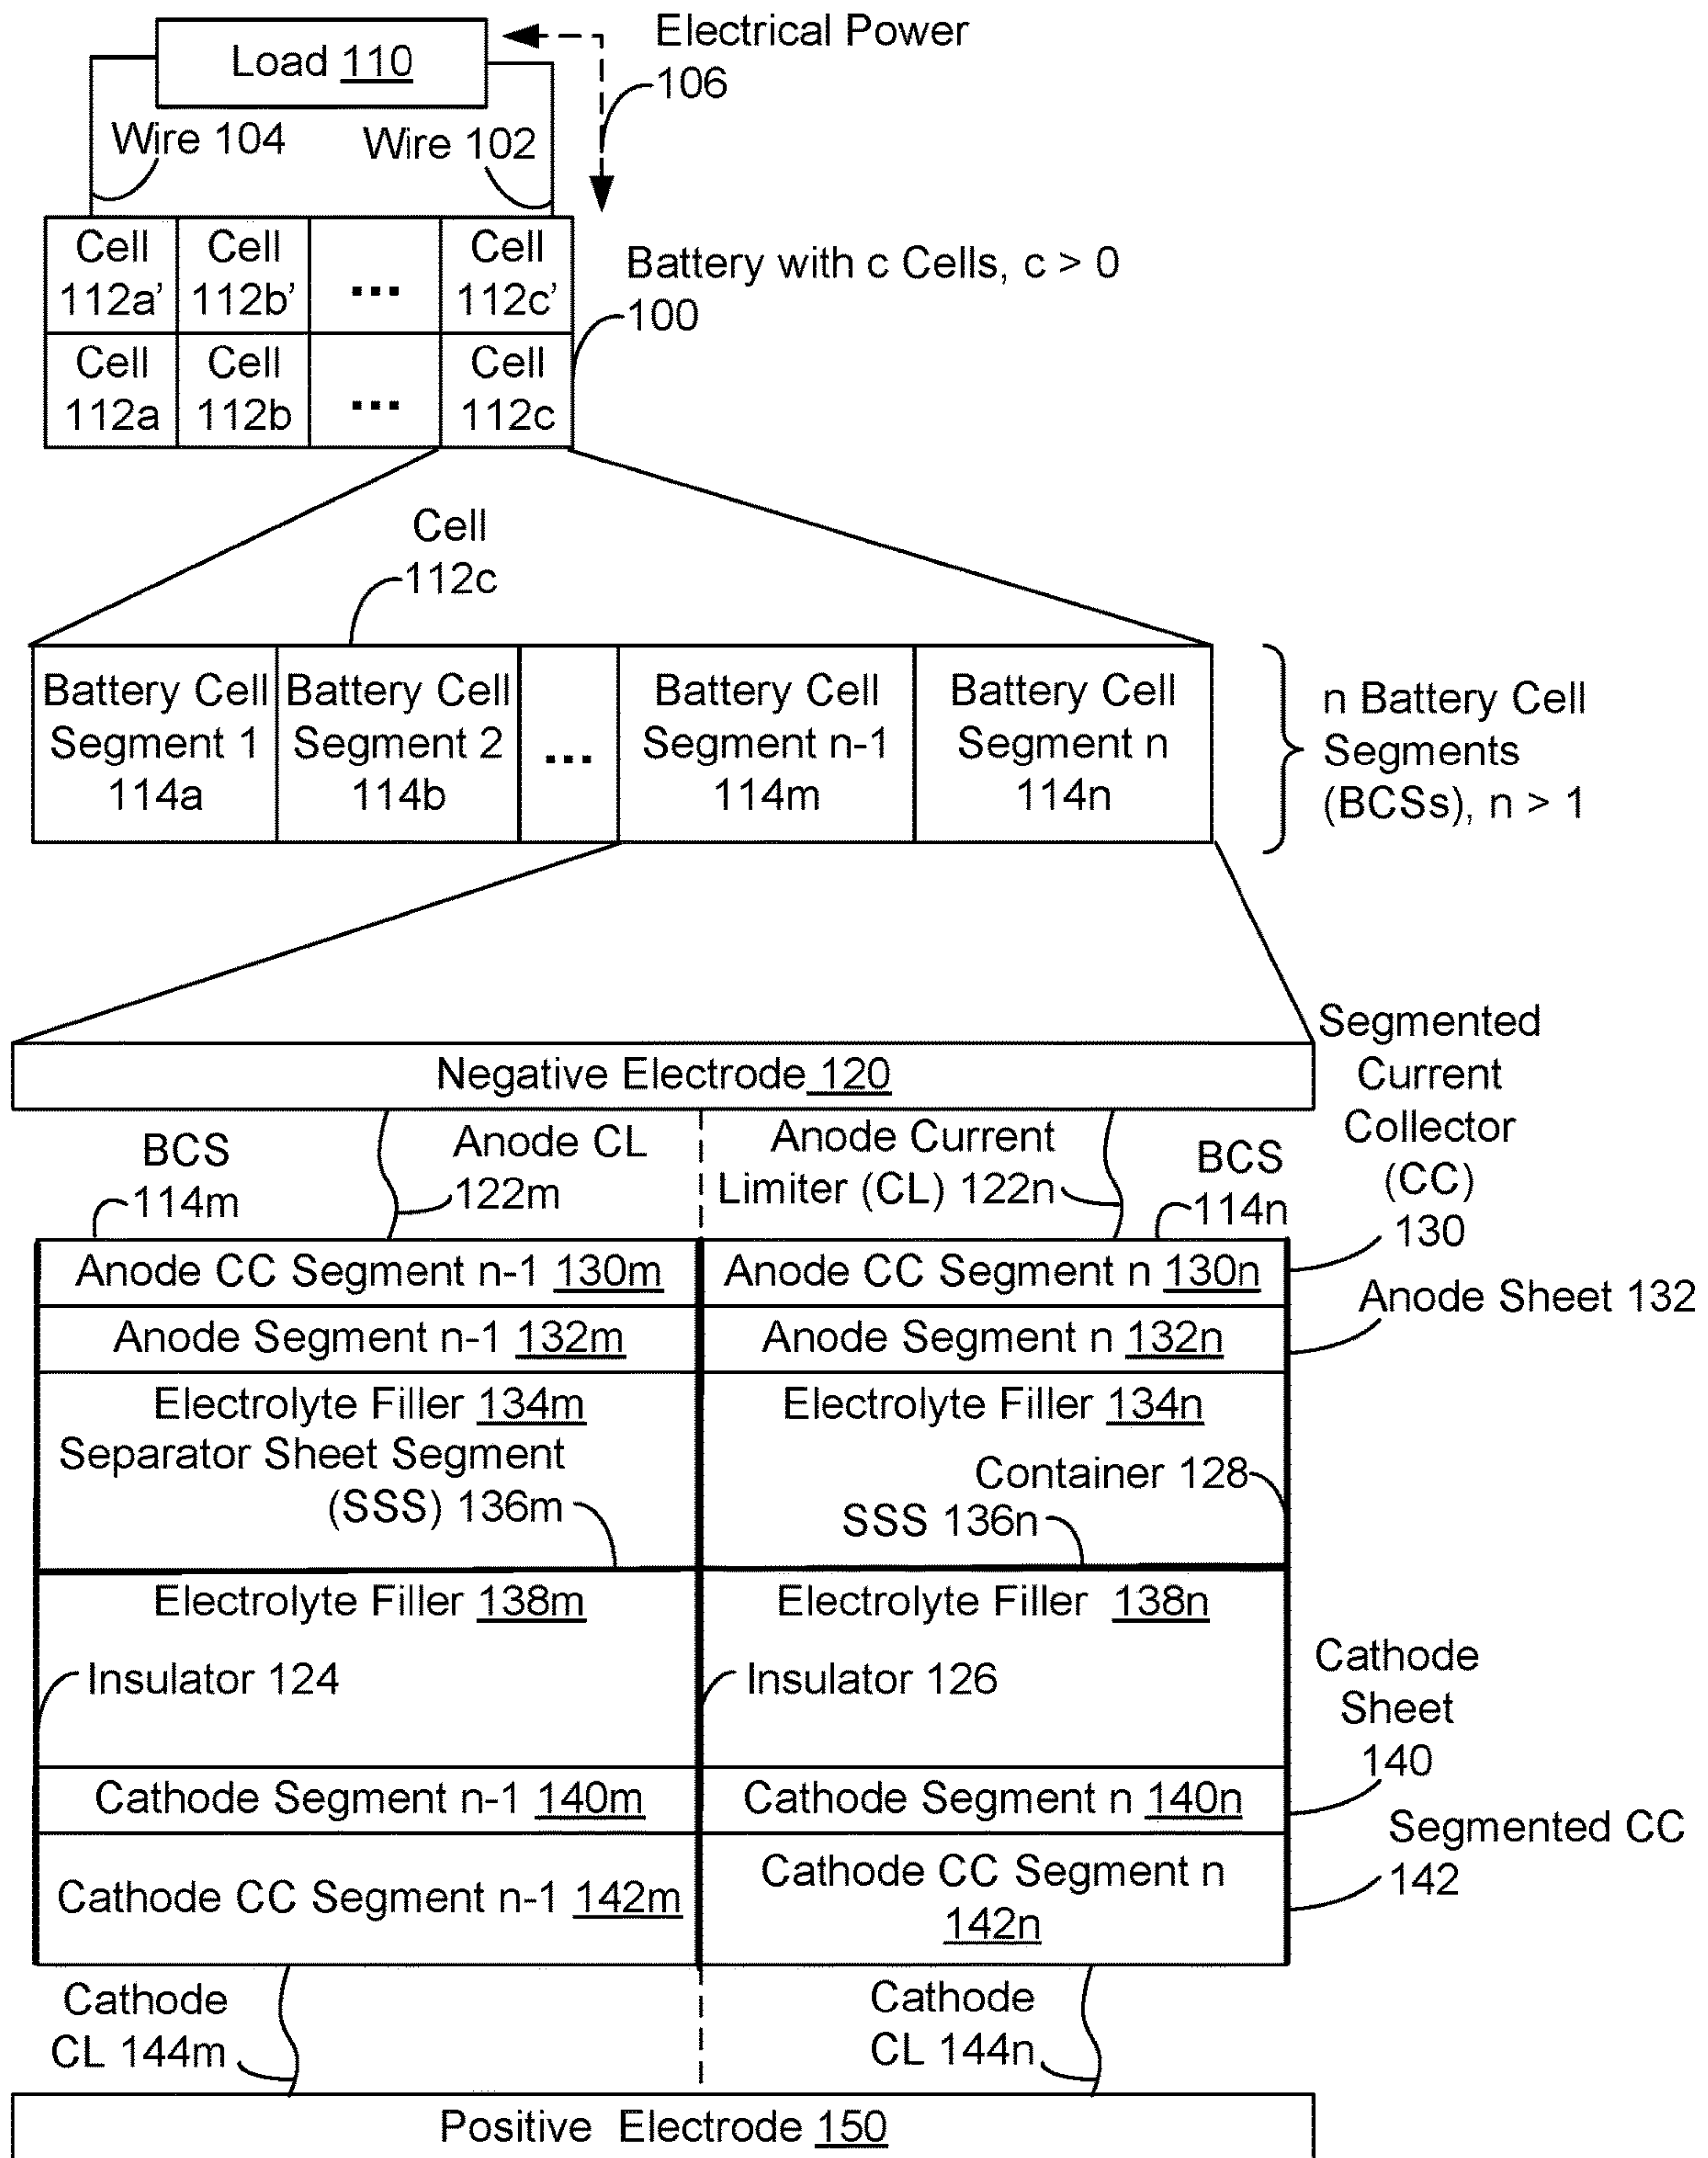 Load 110
Electrical Power
106
Wire 104
Wire 102
Cell
112a'
Cell
112b'
...
Cell
112c'
Cell
112a
Cell
112b
...
Cell
112c
Battery with c Cells, c > 0
100
Cell
112c
Battery Cell
Segment 1
114a
Battery Cell
Segment 2
114b
...
Battery Cell
Segment n-1
114m
Battery Cell
Segment n
114n
n Battery Cell
Segments
(BCSs), n > 1
Negative Electrode 120
Segmented
Current
Collector
(CC)
130
BCS
114m
Anode CL
122m
Anode Current
Limiter (CL) 122n
BCS
114n
Anode CC Segment n-1 130m
Anode CC Segment n 130n
Anode Sheet 132
Anode Segment n-1 132m
Anode Segment n 132n
Electrolyte Filler 134m
Electrolyte Filler 134n
Separator Sheet Segment
(SSS) 136m
Container 128
SSS 136n
Electrolyte Filler 138m
Electrolyte Filler 138n
Insulator 124
Insulator 126
Cathode
Sheet
140
Cathode Segment n-1 140m
Cathode Segment n 140n
Segmented CC
142
Cathode CC Segment n-1 142m
Cathode CC Segment n
142n
Cathode
CL 144m
Cathode
CL 144n
Positive Electrode 150